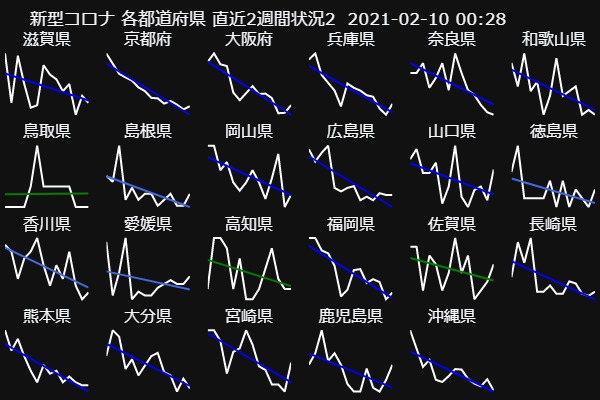 新型コロナ 各都道府県 直近2週間状況2 2021-02-10 00:28
滋賀県 京都府 大阪府 兵庫県 奈良県 和歌山県
鳥取県 島根県 岡山県 広島県 山口県 徳島県
香川県 愛媛県 高知県 福岡県 佐賀県 長崎県
熊本県 大分県 宮崎県 鹿児島県 沖縄県